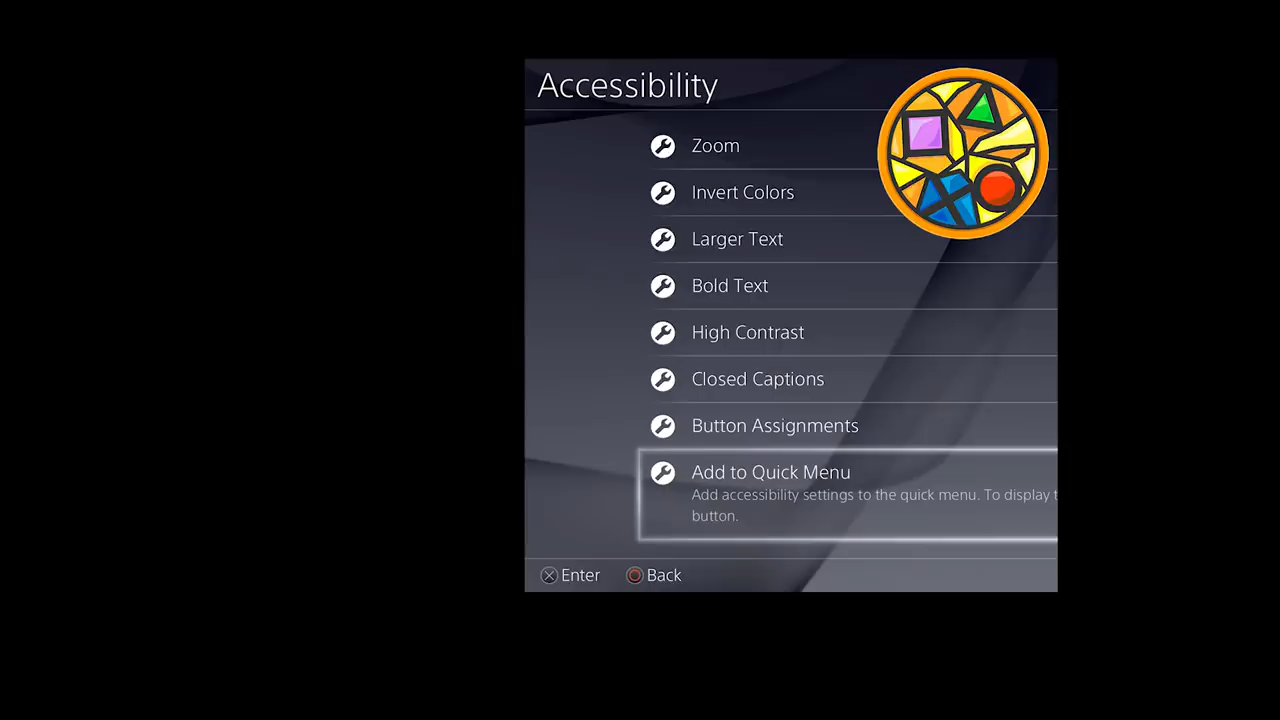 Accessibility
Zoom
Invert Colors
Larger Text
Bold Text
High Contrast
Closed Captions
Button Assignments
Add to Quick Menu
Add accessibility settings to the quick menu. To display
button.
Enter Back